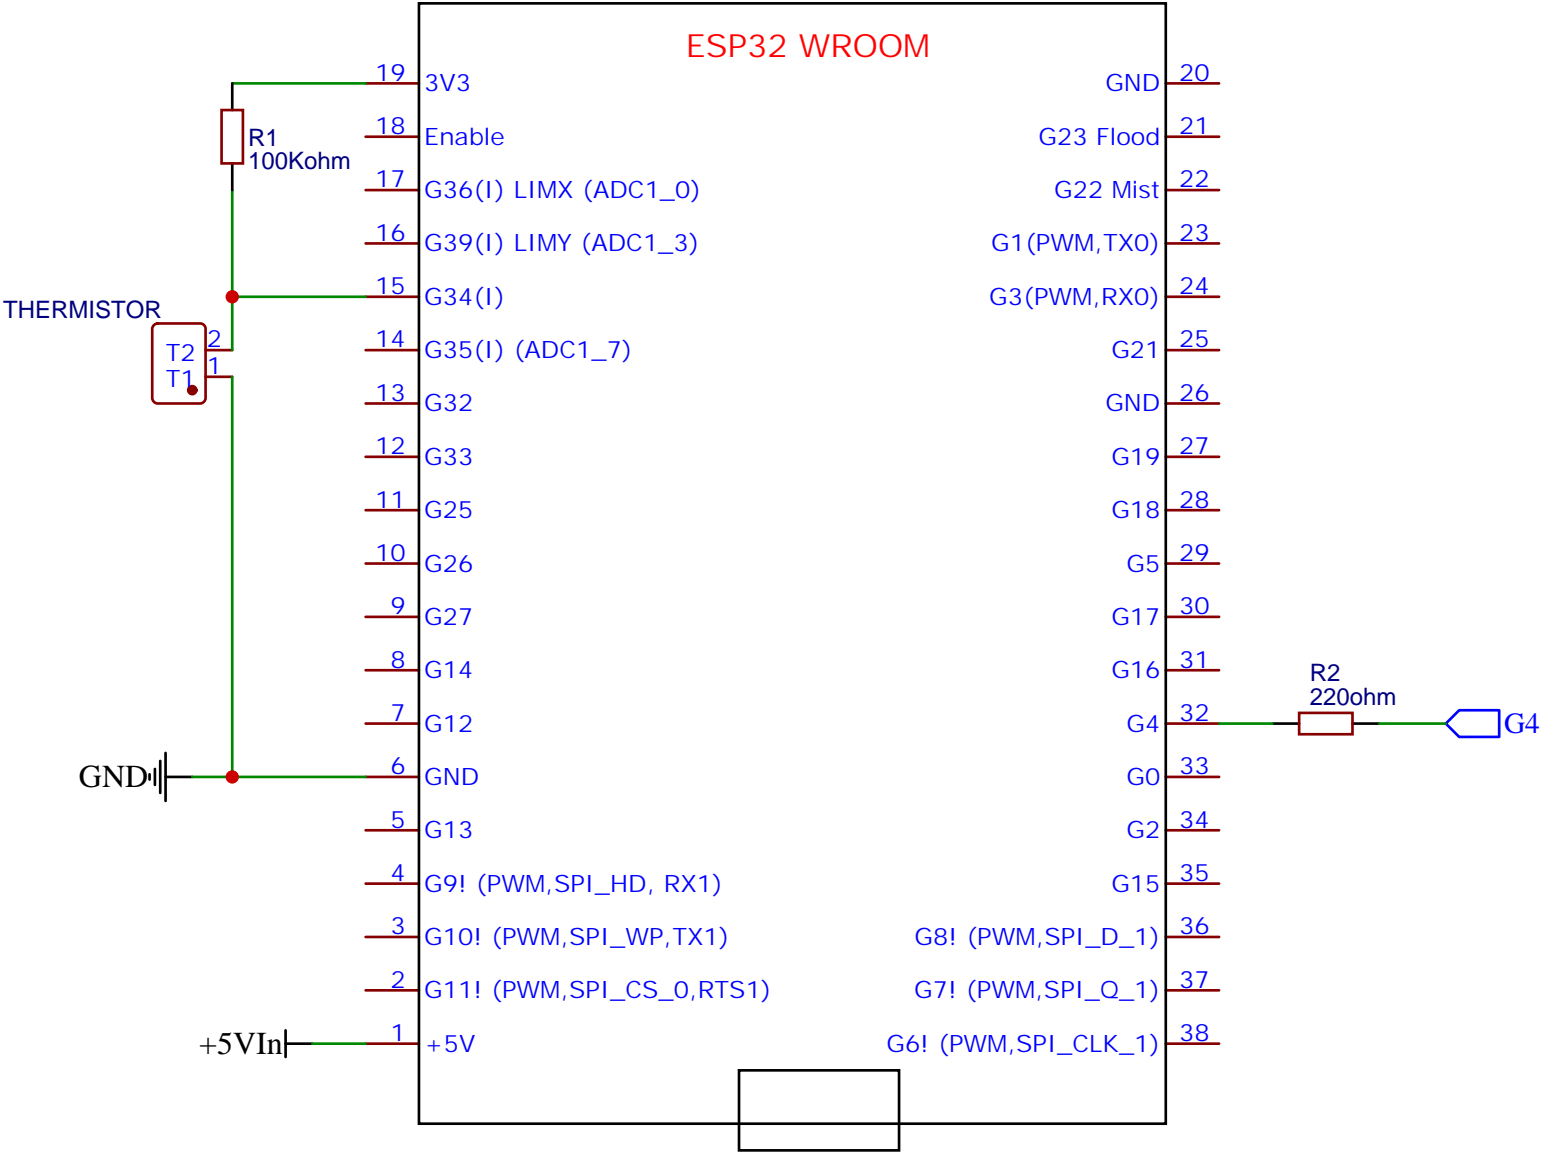 ESP32 WROOM
19 3V3
18 Enable
17 G36(I) LIMX (ADC1_0)
16 G39(I) LIMY (ADC1_3)
15 G34(I)
14 G35(I) (ADC1_7)
13 G32
12 G33
11 G25
10 G26
9 G27
8 G14
7 G12
6 GND
5 G13
4 G9! (PWM,SPI_HD, RX1)
3 G10! (PWM,SPI_WP,TX1)
2 G11! (PWM,SPI_CS_0,RTS1)
1 +5V
GND 20
G23 Flood 21
G22 Mist 22
G1(PWM,TX0) 23
G3(PWM,RX0) 24
G21 25
GND 26
G19 27
G18 28
G5 29
G17 30
G16 31
G4 32
G0 33
G2 34
G15 35
G8! (PWM,SPI_D_1) 36
G7! (PWM,SPI_Q_1) 37
G6! (PWM,SPI_CLK_1) 38
R1
100Kohm
THERMISTOR
T2 2
T1 1
GND
+5VIn
R2
220ohm
G4